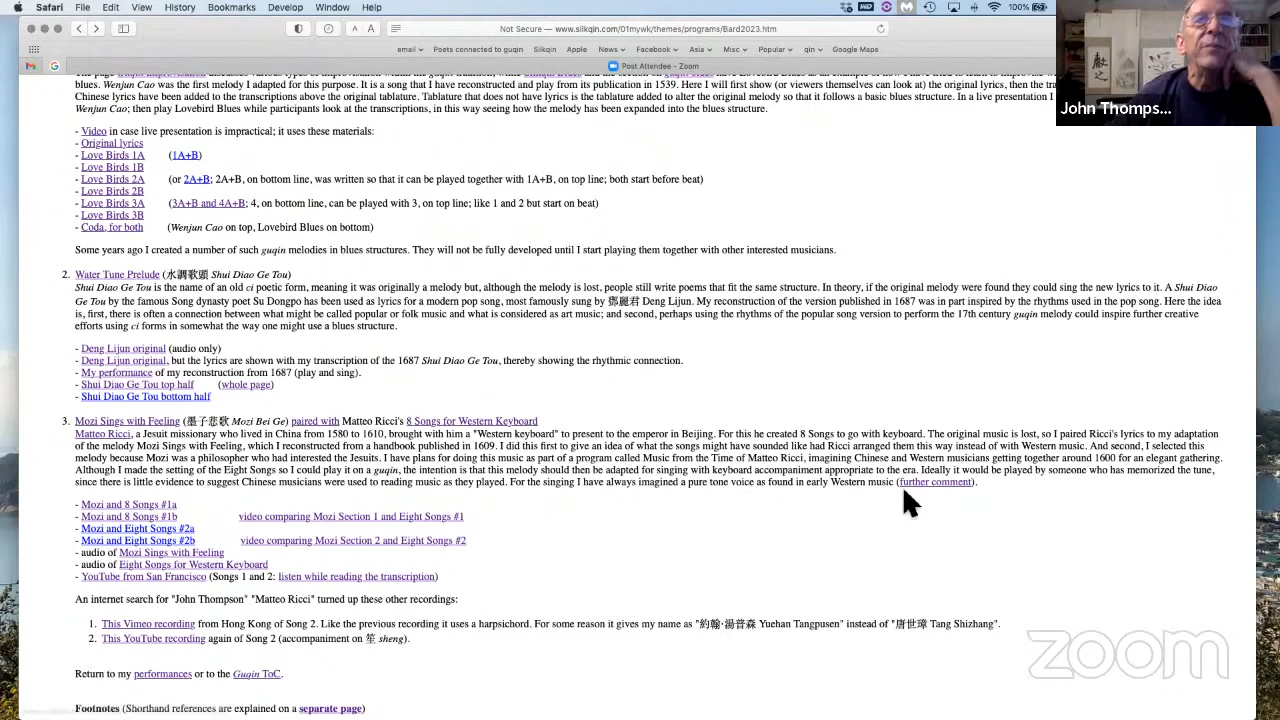 Not Secure — www.silkqin.com/01mywk/themes/programs/Bard2023.htm
100%
A A
email Poets connected to guqin Silkqin Apple News Facebook Asia Misc Popular qin Google Maps
Post Attendee - Zoom
John Thomps...
blues. Wenjun Cao was the first melody I adapted for this purpose. It is a song that I have reconstructed and play from its publication in 1539. Here I will first show (or viewers themselves can look at) the original lyrics, then the tra
Chinese lyrics have been added to the transcriptions above the original tablature. Tablature that does not have lyrics is the tablature added to alter the original melody so that it follows a basic blues structure. In a live presentation I
Wenjun Cao; then play Lovebird Blues while participants look at the transcriptions, in this way seeing how the melody has been expanded into the blues structure.
- Video in case live presentation is impractical; it uses these materials:
- Original lyrics
- Love Birds 1A (1A+B)
- Love Birds 1B
- Love Birds 2A (or 2A+B; 2A+B, on bottom line, was written so that it can be played together with 1A+B, on top line; both start before beat)
- Love Birds 2B
- Love Birds 3A (3A+B and 4A+B; 4, on bottom line, can be played with 3, on top line; like 1 and 2 but start on beat)
- Love Birds 3B
- Coda, for both (Wenjun Cao on top, Lovebird Blues on bottom)
Some years ago I created a number of such guqin melodies in blues structures. They will not be fully developed until I start playing them together with other interested musicians.
2. Water Tune Prelude (水調歌頭 Shui Diao Ge Tou)
Shui Diao Ge Tou is the name of an old ci poetic form, meaning it was originally a melody but, although the melody is lost, people still write poems that fit the same structure. In theory, if the original melody were found they could sing the new lyrics to it. A Shui Diao
Ge Tou by the famous Song dynasty poet Su Dongpo has been used as lyrics for a modern pop song, most famously sung by 鄧麗君 Deng Lijun. My reconstruction of the version published in 1687 was in part inspired by the rhythms used in the pop song. Here the idea
is, first, there is often a connection between what might be called popular or folk music and what is considered as art music; and second, perhaps using the rhythms of the popular song version to perform the 17th century guqin melody could inspire further creative
efforts using ci forms in somewhat the way one might use a blues structure.
- Deng Lijun original (audio only)
- Deng Lijun original, but the lyrics are shown with my transcription of the 1687 Shui Diao Ge Tou, thereby showing the rhythmic connection.
- My performance of my reconstruction from 1687 (play and sing).
- Shui Diao Ge Tou top half (whole page)
- Shui Diao Ge Tou bottom half
3. Mozi Sings with Feeling (墨子悲歌 Mozi Bei Ge) paired with Matteo Ricci's 8 Songs for Western Keyboard
Matteo Ricci, a Jesuit missionary who lived in China from 1580 to 1610, brought with him a "Western keyboard" to present to the emperor in Beijing. For this he created 8 Songs to go with keyboard. The original music is lost, so I paired Ricci's lyrics to my adaptation
of the melody Mozi Sings with Feeling, which I reconstructed from a handbook published in 1609. I did this first to give an idea of what the songs might have sounded like had Ricci arranged them this way instead of with Western music. And second, I selected this
melody because Mozi was a philosopher who had interested the Jesuits. I have plans for doing this music as part of a program called Music from the Time of Matteo Ricci, imagining Chinese and Western musicians getting together around 1600 for an elegant gathering.
Although I made the setting of the Eight Songs so I could play it on a guqin, the intention is that this melody should then be adapted for singing with keyboard accompaniment appropriate to the era. Ideally it would be played by someone who has memorized the tune,
since there is little evidence to suggest Chinese musicians were used to reading music as they played. For the singing I have always imagined a pure tone voice as found in early Western music (further comment).
- Mozi and 8 Songs #1a
- Mozi and 8 Songs #1b video comparing Mozi Section 1 and Eight Songs #1
- Mozi and Eight Songs #2a
- Mozi and Eight Songs #2b video comparing Mozi Section 2 and Eight Songs #2
- audio of Mozi Sings with Feeling
- audio of Eight Songs for Western Keyboard
- YouTube from San Francisco (Songs 1 and 2: listen while reading the transcription)
An internet search for "John Thompson" "Matteo Ricci" turned up these other recordings:
1. This Vimeo recording from Hong Kong of Song 2. Like the previous recording it uses a harpsichord. For some reason it gives my name as "約翰·湯普森 Yuehan Tangpusen" instead of "唐世璋 Tang Shizhang".
2. This YouTube recording again of Song 2 (accompaniment on 笙 sheng).
Return to my performances or to the Guqin ToC.
Footnotes (Shorthand references are explained on a separate page)
zoom